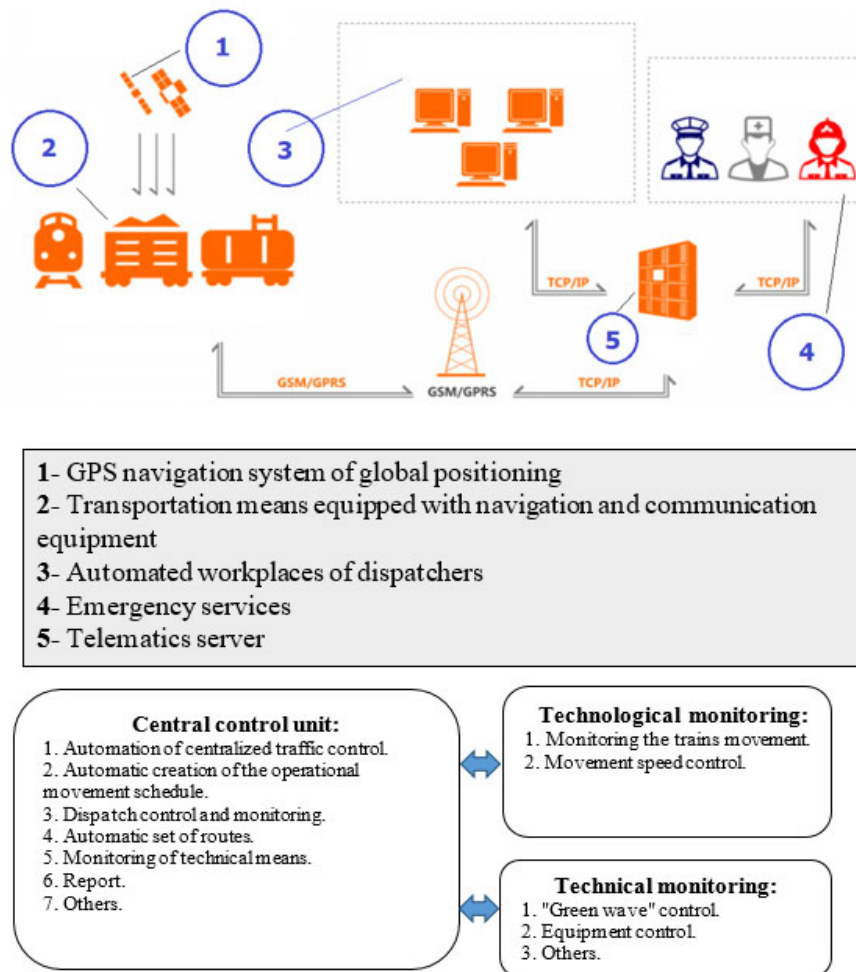 1
2
3
4
5
TCP/IP
TCP/IP
GSM/GPRS
GSM/GPRS
TCP/IP
1- GPS navigation system of global positioning
2- Transportation means equipped with navigation and communication
equipment
3- Automated workplaces of dispatchers
4- Emergency services
5- Telematics server
Central control unit:
1. Automation of centralized traffic control.
2. Automatic creation of the operational
movement schedule.
3. Dispatch control and monitoring.
4. Automatic set of routes.
5. Monitoring of technical means.
6. Report.
7. Others.
Technological monitoring:
1. Monitoring the trains movement.
2. Movement speed control.
Technical monitoring:
1. "Green wave" control.
2. Equipment control.
3. Others.